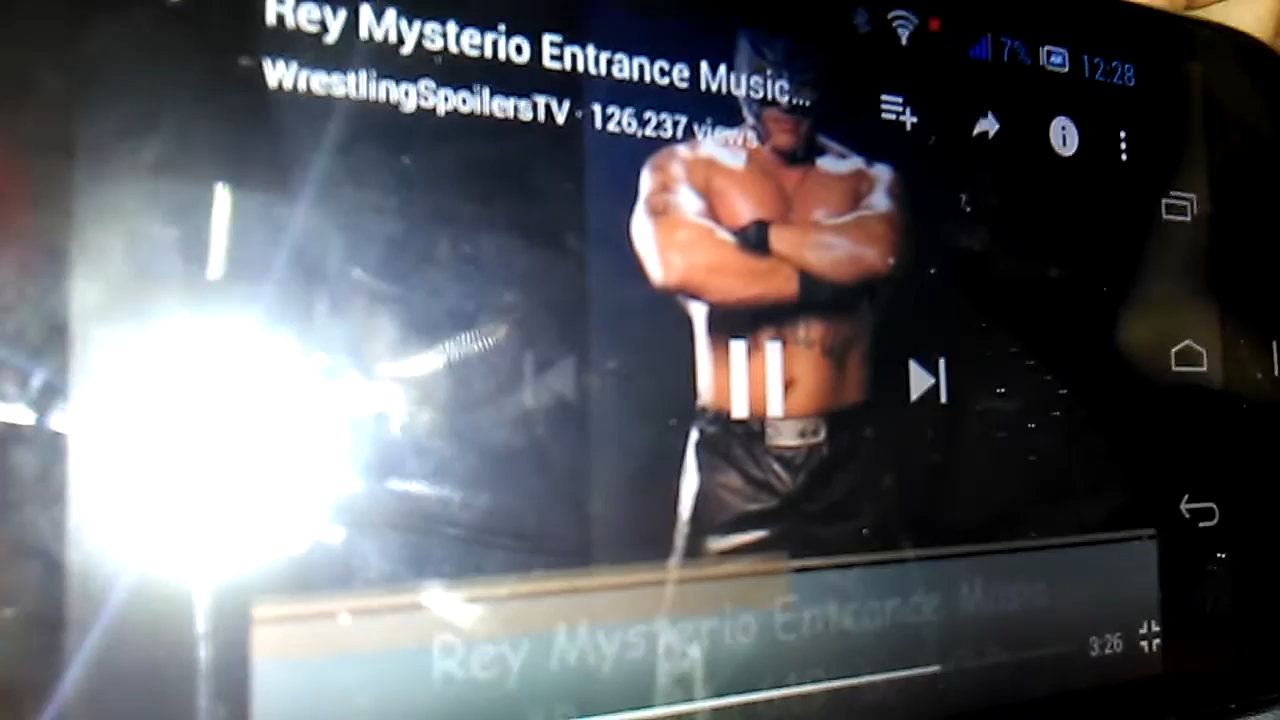 Rey Mysterio Entrance Music...
7% 12:28
WrestlingSpoilersTV · 126,237 views
Rey Mysterio Entrance Music
3:26